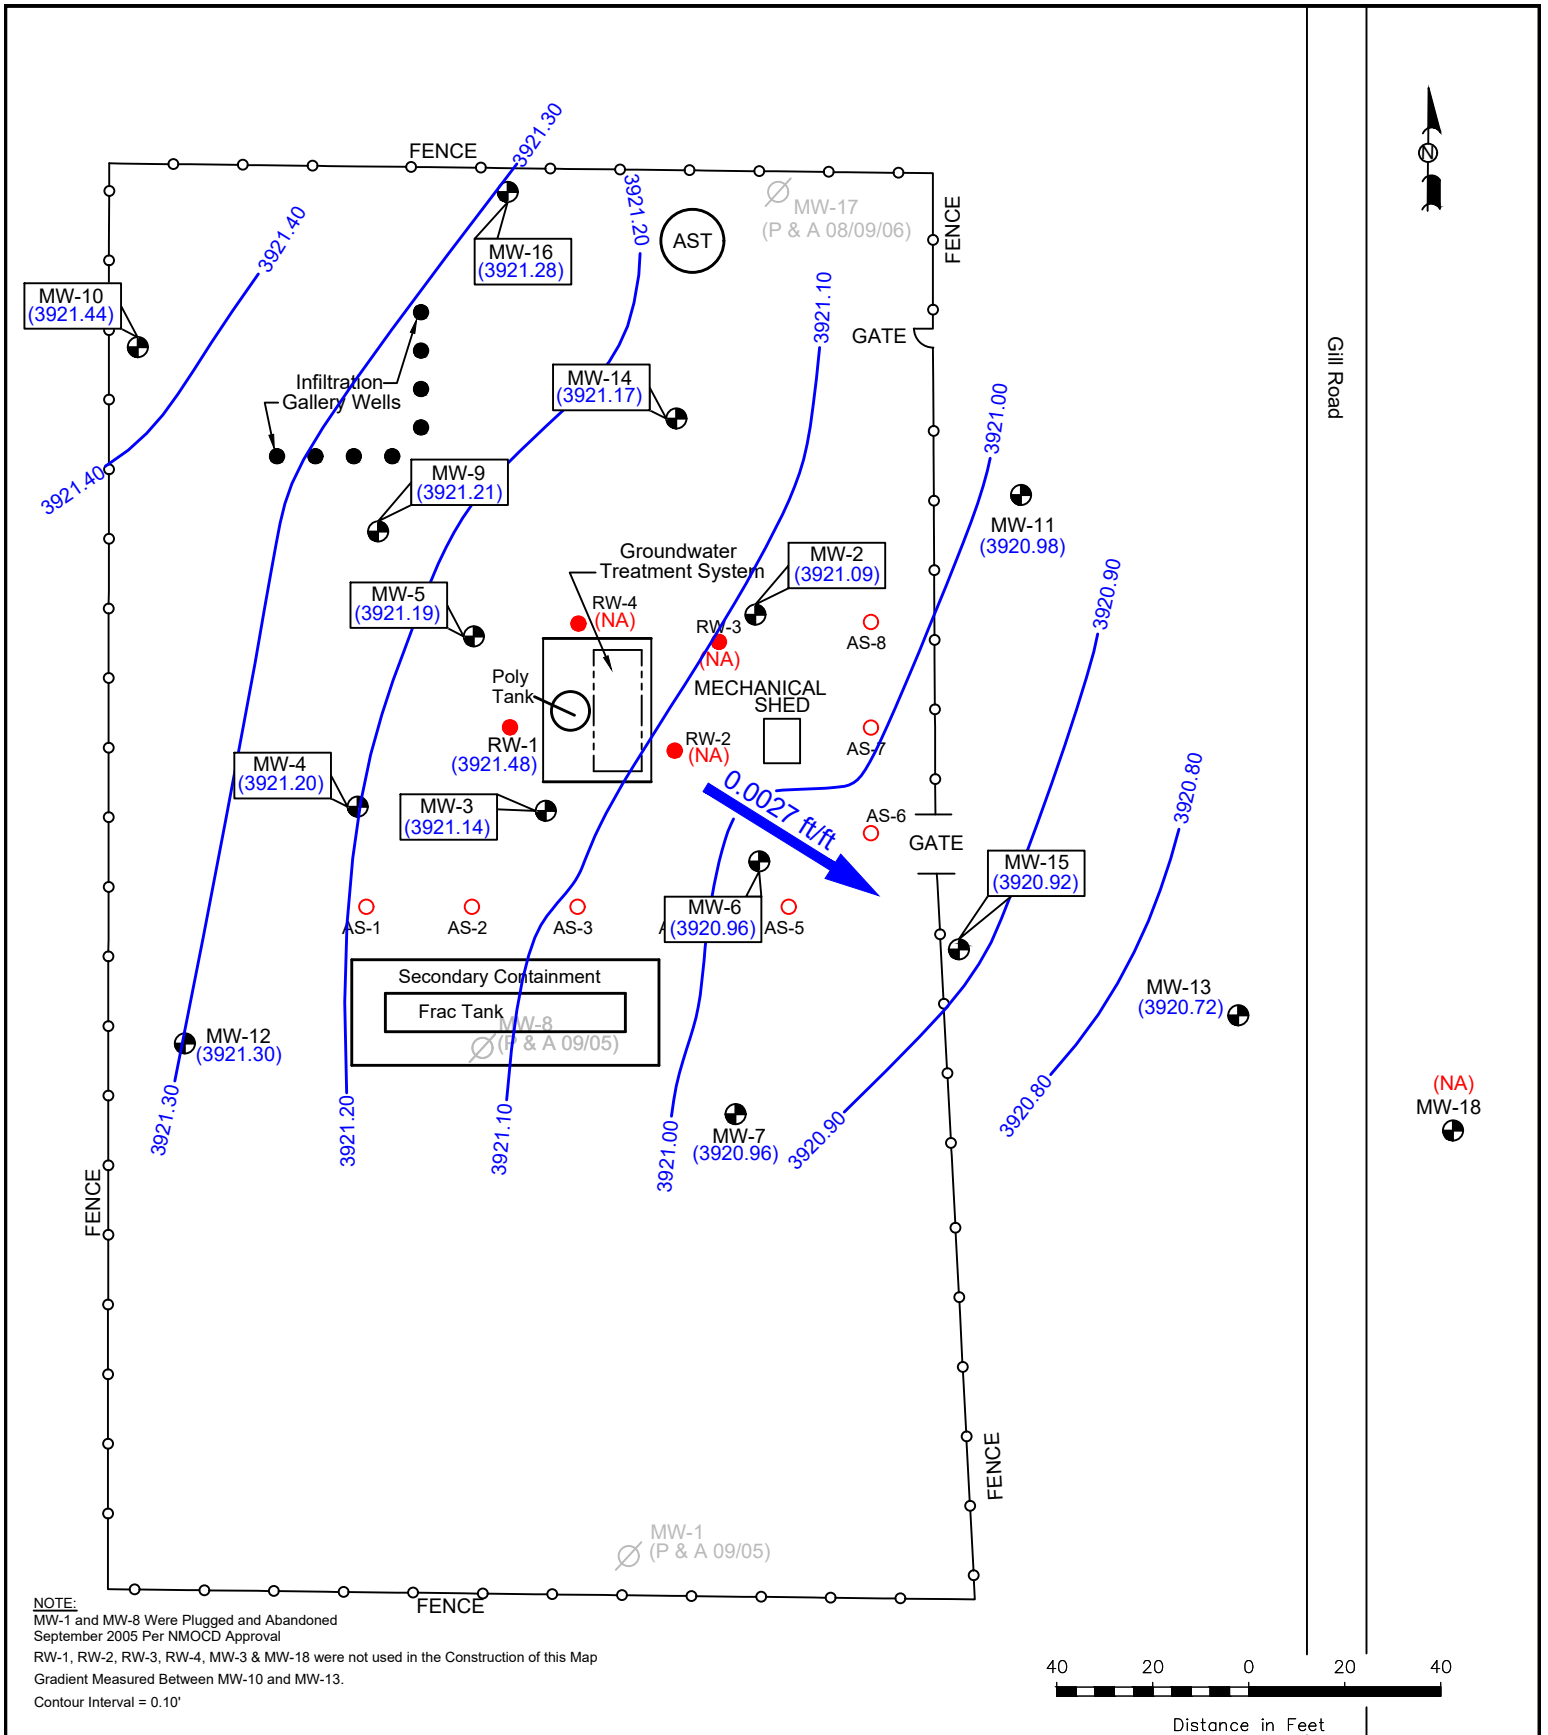 3921.30
FENCE
3921.40
3921.20
MW-17
(P & A 08/09/06)
FENCE
AST
MW-16
(3921.28)
N
MW-10
(3921.44)
3921.10
GATE
Gill Road
Infiltration
Gallery Wells
MW-14
(3921.17)
3921.00
3921.40
MW-9
(3921.21)
MW-11
(3920.98)
Groundwater
Treatment System
MW-2
(3921.09)
3920.90
MW-5
(3921.19)
RW-4
(NA)
RW-3
(NA)
AS-8
Poly
Tank
MECHANICAL
SHED
RW-1
(3921.48)
RW-2
(NA)
AS-7
3920.80
MW-4
(3921.20)
MW-3
(3921.14)
0.0027 ft/ft
AS-6
GATE
MW-15
(3920.92)
MW-6
(3920.96)
AS-1
AS-2
AS-3
AS-5
Secondary Containment
Frac Tank
MW-8
(P & A 09/05)
MW-13
(3920.72)
MW-12
(3921.30)
(NA)
MW-18
3921.30
3921.20
3921.10
3921.00
MW-7
(3920.96)
3920.90
3920.80
FENCE
FENCE
MW-1
(P & A 09/05)
FENCE
NOTE:
MW-1 and MW-8 Were Plugged and Abandoned
September 2005 Per NMOCD Approval
RW-1, RW-2, RW-3, RW-4, MW-3 & MW-18 were not used in the Construction of this Map
Gradient Measured Between MW-10 and MW-13.
Contour Interval = 0.10'
40 20 0 20 40
Distance in Feet